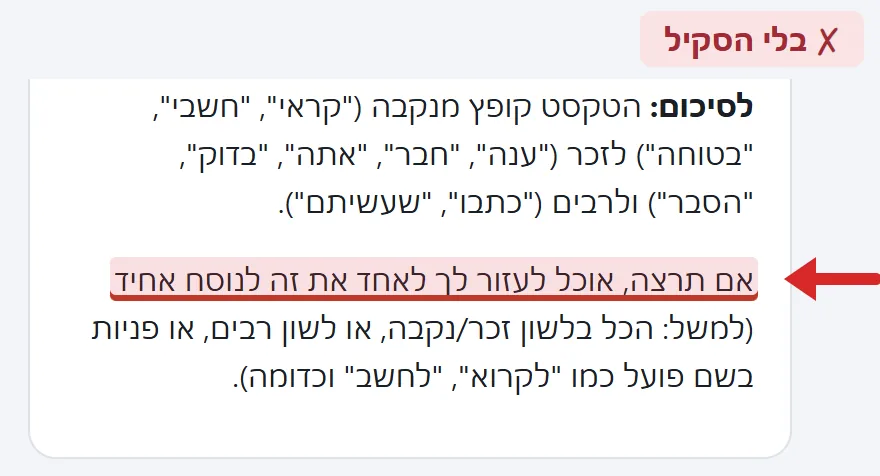 ✗ בלי הסקיל
לסיכום: הטקסט קופץ מנקבה ("קראי", "חשבי",
"בטוחה") לזכר ("ענה", "חבר", "אתה", "בדוק",
"הסבר") ולרבים ("כתבו", "שעשיתם").
אם תרצה, אוכל לעזור לך לאחד את זה לנוסח אחיד
(למשל: הכל בלשון זכר/נקבה, או לשון רבים, או פניות
בשם פועל כמו "לקרוא", "לחשב" וכדומה).